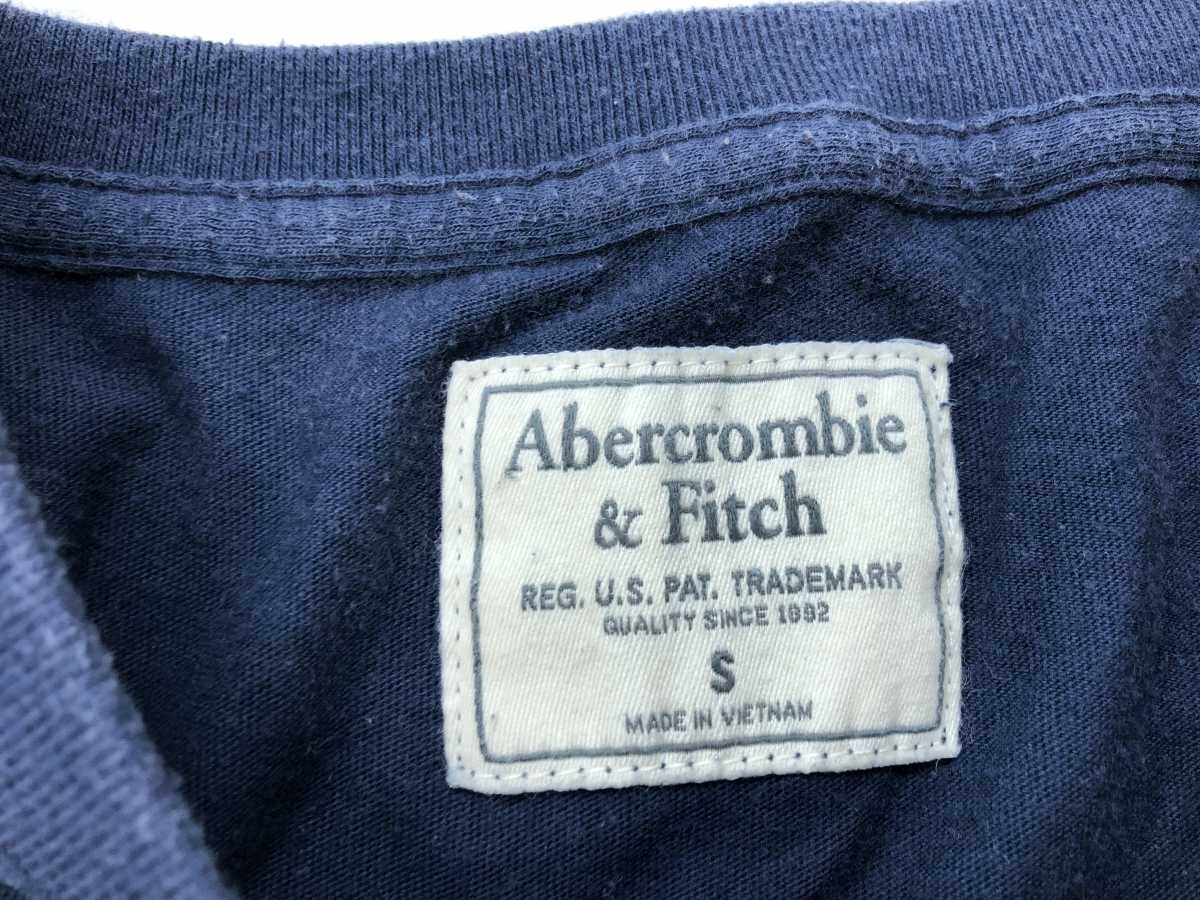 Abercrombie
& Fitch
REG. U.S. PAT. TRADEMARK
QUALITY SINCE 1892
S
MADE IN VIETNAM